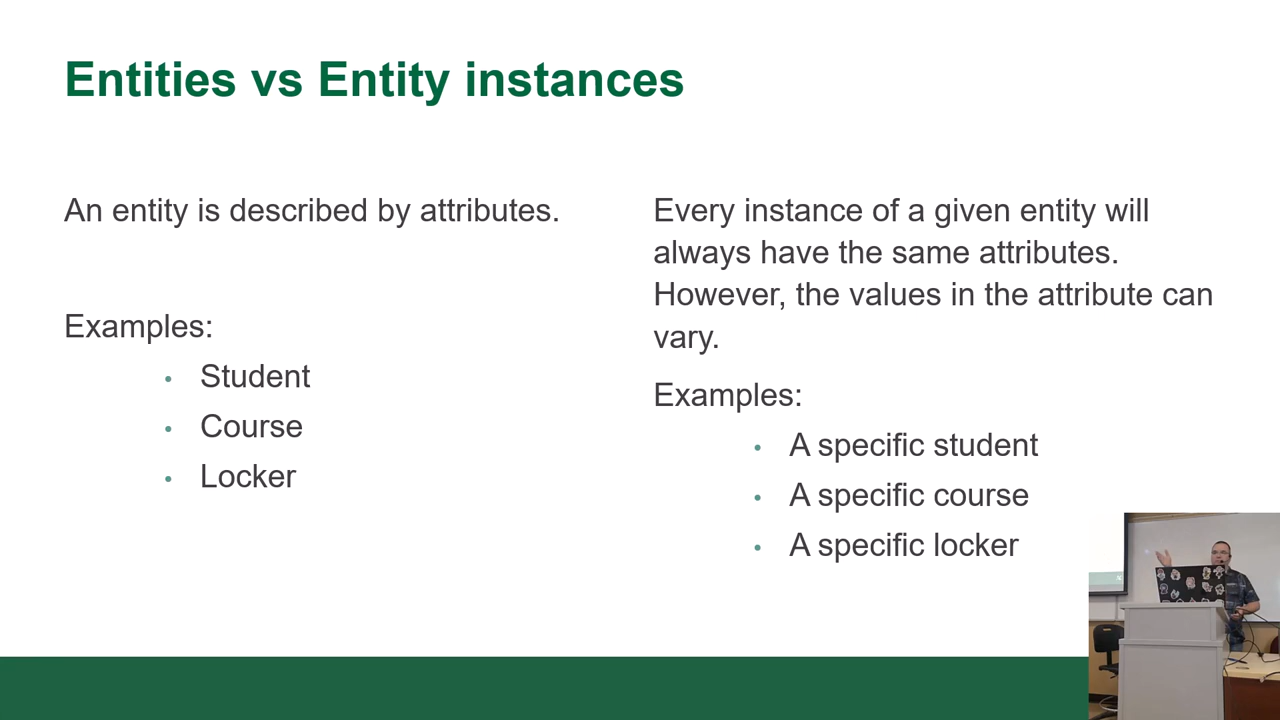 Entities vs Entity instances
An entity is described by attributes.
Examples:
• Student
• Course
• Locker
Every instance of a given entity will
always have the same attributes.
However, the values in the attribute can
vary.
Examples:
• A specific student
• A specific course
• A specific locker